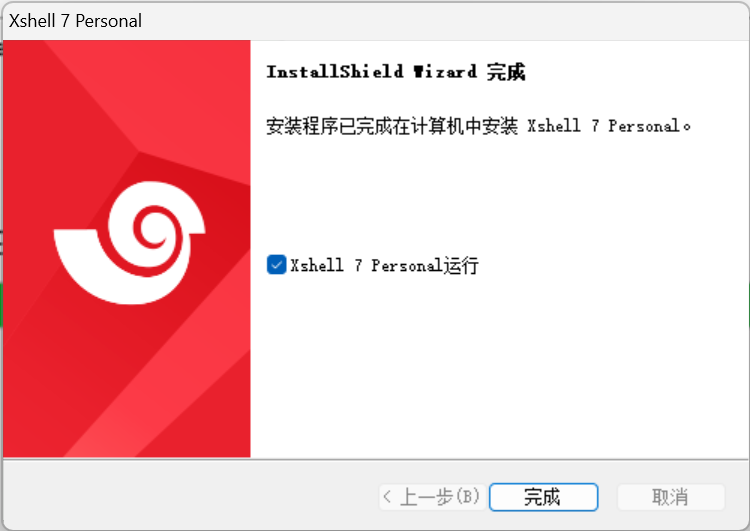 Xshell 7 Personal
InstallShield Wizard 完成
安装程序已完成在计算机中安装 Xshell 7 Personal。
Xshell 7 Personal运行
< 上一步(B)
完成
取消